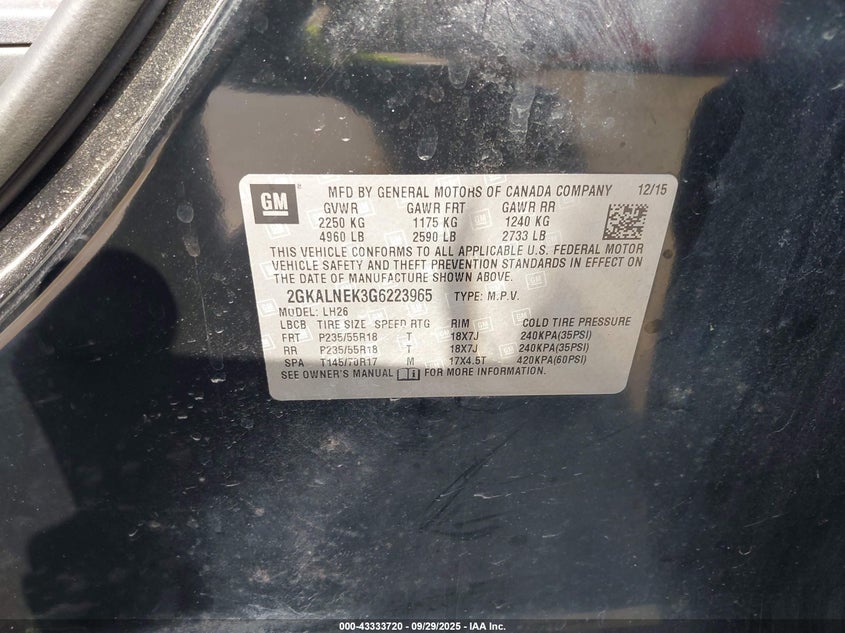 GM
MFD BY GENERAL MOTORS OF CANADA COMPANY 12/15
GVWR GAWR FRT GAWR RR
2250 KG 1175 KG 1240 KG
4960 LB 2590 LB 2733 LB
THIS VEHICLE CONFORMS TO ALL APPLICABLE U.S. FEDERAL MOTOR
VEHICLE SAFETY AND THEFT PREVENTION STANDARDS IN EFFECT ON
THE DATE OF MANUFACTURE SHOWN ABOVE.
2GKALNEK3G6223965 TYPE: M.P.V.
MODEL: LH26
LBCB TIRE SIZE SPEED RTG RIM COLD TIRE PRESSURE
FRT P235/55R18 T 18X7J 240KPA(35PSI)
RR P235/55R18 T 18X7J 240KPA(35PSI)
SPA T145/70R17 M 17X4.5T 420KPA(60PSI)
SEE OWNER'S MANUAL FOR MORE INFORMATION.
000-43333720 09/29/2025 - IAA Inc.